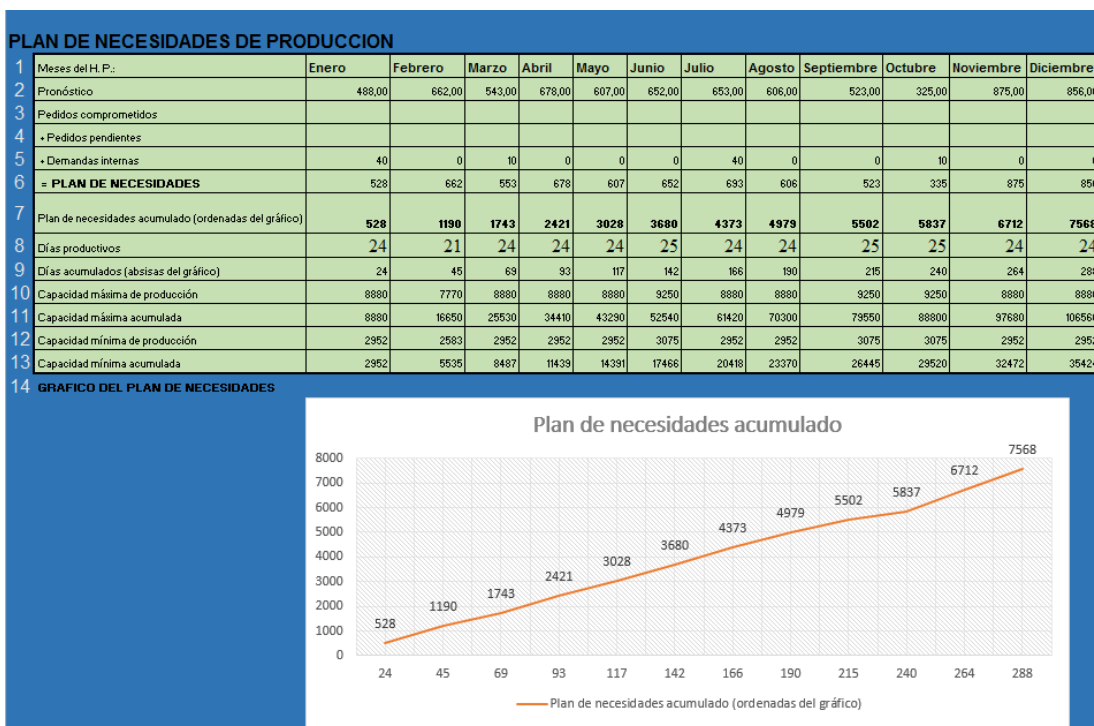 PLAN DE NECESIDADES DE PRODUCCION
1 Meses del H. P.: Enero Febrero Marzo Abril Mayo Junio Julio Agosto Septiembre Octubre Noviembre Diciembre
2 Pronóstico 488,00 662,00 543,00 678,00 607,00 652,00 653,00 606,00 523,00 325,00 875,00 856,0
3 Pedidos comprometidos
4 + Pedidos pendientes
5 + Demandas internas 40 0 10 0 0 0 40 0 0 10 0
6 = PLAN DE NECESIDADES 528 662 553 678 607 652 693 606 523 335 875
7 Plan de necesidades acumulado (ordenadas del gráfico) 528 1190 1743 2421 3028 3680 4373 4979 5502 5837 6712 7568
8 Días productivos 24 21 24 24 24 25 24 24 25 25 24 24
9 Días acumulados (absisas del gráfico) 24 45 69 93 117 142 166 190 215 240 264
10 Capacidad máxima de producción 8880 7770 8880 8880 8880 9250 8880 8880 9250 9250 8880
11 Capacidad máxima acumulada 8880 16650 25530 34410 43290 52540 61420 70300 79550 88800 97680
12 Capacidad mínima de producción 2952 2583 2952 2952 2952 3075 2952 2952 3075 3075 2952
13 Capacidad mínima acumulada 2952 5535 8487 11439 14391 17466 20418 23370 26445 29520 32472
14 GRAFICO DEL PLAN DE NECESIDADES
Plan de necesidades acumulado
8000
7000
6000
5000
4000
3000
2000
1000
0
528 1190 1743 2421 3028 3680 4373 4979 5502 5837 6712 7568
24 45 69 93 117 142 166 190 215 240 264 288
Plan de necesidades acumulado (ordenadas del gráfico)